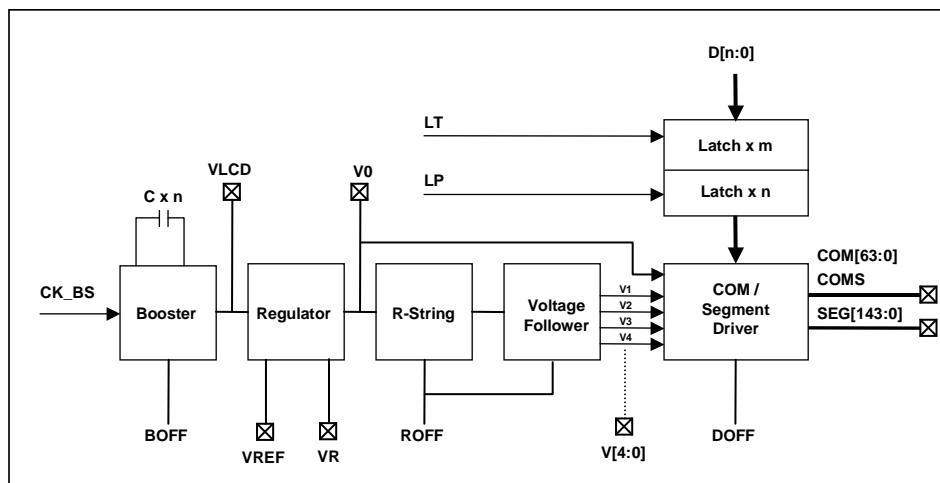 D[n:0]
LT
Latch x m
VLCD
V0
LP
Latch x n
C x n
COM[63:0]
CK_BS
COMS
Booster
Regulator
R-String
Voltage
Follower
V1
V2
V3
V4
COM /
Segment
Driver
SEG[143:0]
BOFF
VREF
VR
ROFF
V[4:0]
DOFF